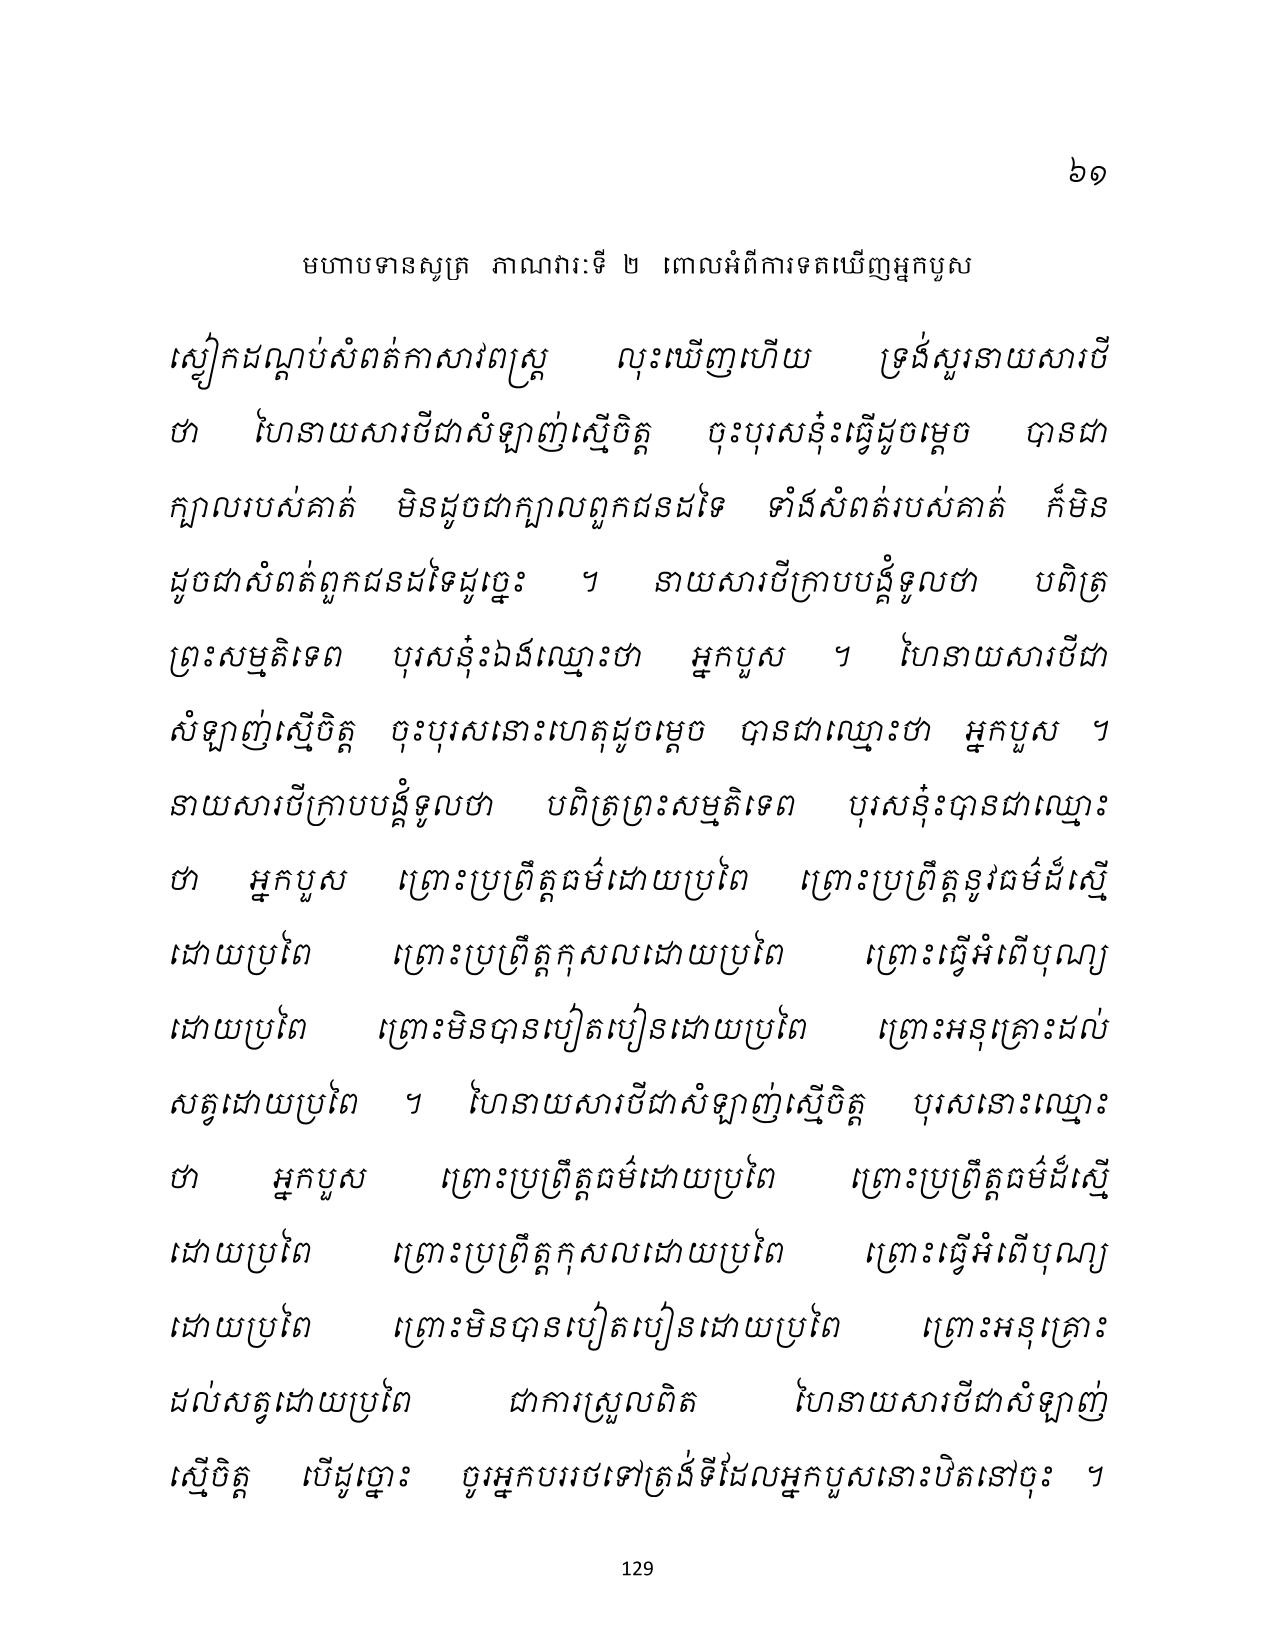 ៦១
មហាបទានសូត្រ ភាណវារៈទី ២ ពោលអំពីការទតឃើញអ្នកបួស
ស្លៀកដណ្តប់សំពត់កាសាវពស្ត្រ លុះឃើញហើយ ទ្រង់សួរនាយសារថី
ថា ហៃនាយសារថីជាសំឡាញ់ស្មើចិត្ត ចុះបុរសនុ៎ះធ្វើដូចម្តេច បានជា
ក្បាលរបស់គាត់ មិនដូចជាក្បាលពួកជនដទៃ ទាំងសំពត់របស់គាត់ ក៏មិន
ដូចជាសំពត់ពួកជនដទៃដូច្នេះ ។ នាយសារថីក្រាបបង្គំទូលថា បពិត្រ
ព្រះសម្មតិទេព បុរសនុ៎ះឯងឈ្មោះថា អ្នកបួស ។ ហៃនាយសារថីជា
សំឡាញ់ស្មើចិត្ត ចុះបុរសនោះហេតុដូចម្តេច បានជាឈ្មោះថា អ្នកបួស ។
នាយសារថីក្រាបបង្គំទូលថា បពិត្រព្រះសម្មតិទេព បុរសនុ៎ះបានជាឈ្មោះ
ថា អ្នកបួស ព្រោះប្រព្រឹត្តធម៌ដោយប្រពៃ ព្រោះប្រព្រឹត្តនូវធម៌ដ៏ស្មើ
ដោយប្រពៃ ព្រោះប្រព្រឹត្តកុសលដោយប្រពៃ ព្រោះធ្វើអំពើបុណ្យ
ដោយប្រពៃ ព្រោះមិនបានបៀតបៀនដោយប្រពៃ ព្រោះអនុគ្រោះដល់
សត្វដោយប្រពៃ ។ ហៃនាយសារថីជាសំឡាញ់ស្មើចិត្ត បុរសនោះឈ្មោះ
ថា អ្នកបួស ព្រោះប្រព្រឹត្តធម៌ដោយប្រពៃ ព្រោះប្រព្រឹត្តធម៌ដ៏ស្មើ
ដោយប្រពៃ ព្រោះប្រព្រឹត្តកុសលដោយប្រពៃ ព្រោះធ្វើអំពើបុណ្យ
ដោយប្រពៃ ព្រោះមិនបានបៀតបៀនដោយប្រពៃ ព្រោះអនុគ្រោះ
ដល់សត្វដោយប្រពៃ ជាការស្រួលពិត ហៃនាយសារថីជាសំឡាញ់
ស្មើចិត្ត បើដូច្នោះ ចូរអ្នកបររថទៅត្រង់ទីដែលអ្នកបួសនោះឋិតនៅចុះ ។
129